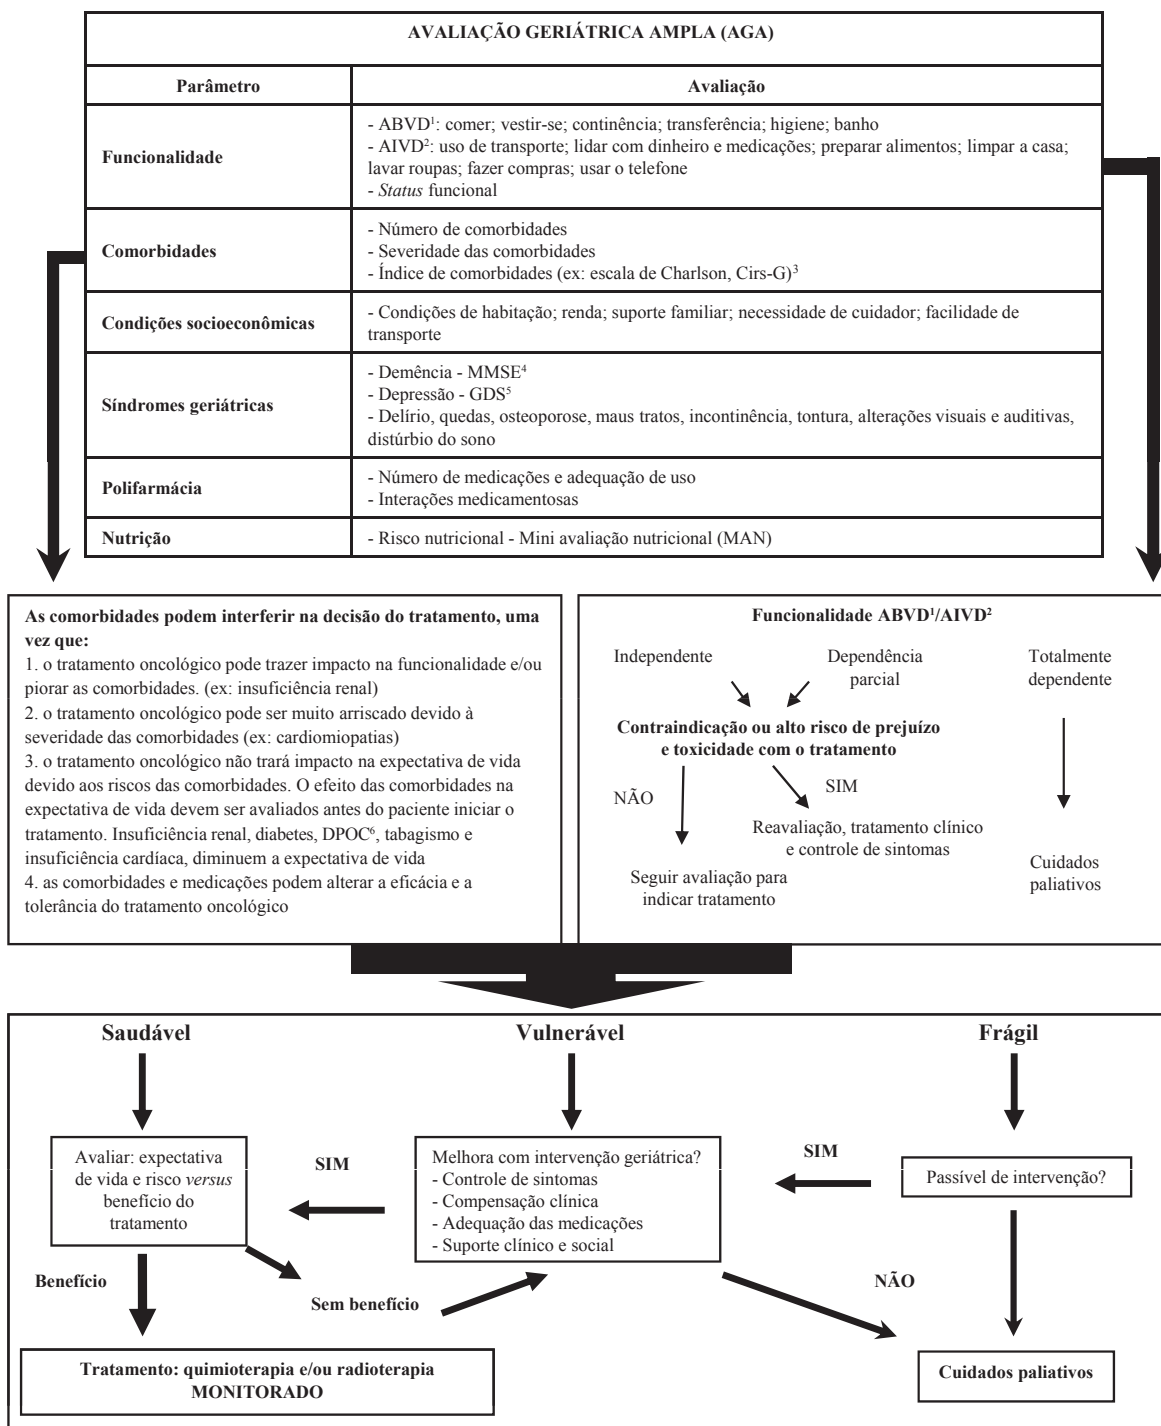 AVALIAÇÃO GERIÁTRICA AMPLA (AGA)
Parâmetro
Avaliação
Funcionalidade
- ABVD¹: comer; vestir-se; continência; transferência; higiene; banho
- AIVD²: uso de transporte; lidar com dinheiro e medicações; preparar alimentos; limpar a casa;
lavar roupas; fazer compras; usar o telefone
- Status funcional
Comorbidades
- Número de comorbidades
- Severidade das comorbidades
- Índice de comorbidades (ex: escala de Charlson, Cirs-G)³
Condições socioeconômicas
- Condições de habitação; renda; suporte familiar; necessidade de cuidador; facilidade de
transporte
Síndromes geriátricas
- Demência - MMSE⁴
- Depressão - GDS⁵
- Delírio, quedas, osteoporose, maus tratos, incontinência, tontura, alterações visuais e auditivas,
distúrbio do sono
Polifarmácia
- Número de medicações e adequação de uso
- Interações medicamentosas
Nutrição
- Risco nutricional - Mini avaliação nutricional (MAN)
As comorbidades podem interferir na decisão do tratamento, uma
vez que:
1. o tratamento oncológico pode trazer impacto na funcionalidade e/ou
piorar as comorbidades. (ex: insuficiência renal)
2. o tratamento oncológico pode ser muito arriscado devido à
severidade das comorbidades (ex: cardiomiopatias)
3. o tratamento oncológico não trará impacto na expectativa de vida
devido aos riscos das comorbidades. O efeito das comorbidades na
expectativa de vida devem ser avaliados antes do paciente iniciar o
tratamento. Insuficiência renal, diabetes, DPOC⁶, tabagismo e
insuficiência cardíaca, diminuem a expectativa de vida
4. as comorbidades e medicações podem alterar a eficácia e a
tolerância do tratamento oncológico
Funcionalidade ABVD¹/AIVD²
Independente
Dependência
parcial
Totalmente
dependente
Contraindicação ou alto risco de prejuízo
e toxicidade com o tratamento
NÃO
SIM
Reavaliação, tratamento clínico
e controle de sintomas
Seguir avaliação para
indicar tratamento
Cuidados
paliativos
Saudável
Vulnerável
Frágil
Avaliar: expectativa
de vida e risco versus
benefício do
tratamento
SIM
Melhora com intervenção geriátrica?
- Controle de sintomas
- Compensação clínica
- Adequação das medicações
- Suporte clínico e social
SIM
Passível de intervenção?
Benefício
Sem benefício
NÃO
Tratamento: quimioterapia e/ou radioterapia
MONITORADO
Cuidados paliativos